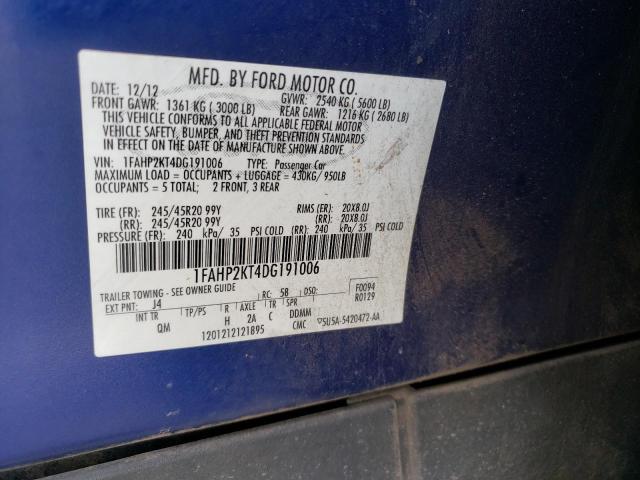 MFD. BY FORD MOTOR CO.
DATE: 12/12 GVWR: 2540 KG ( 5600 LB)
FRONT GAWR: 1361 KG ( 3000 LB) REAR GAWR: 1216 KG ( 2680 LB)
THIS VEHICLE CONFORMS TO ALL APPLICABLE FEDERAL MOTOR
VEHICLE SAFETY, BUMPER, AND THEFT PREVENTION STANDARDS
IN EFFECT ON THE DATE OF MANUFACTURE SHOWN ABOVE.
VIN: 1FAHP2KT4DG191006 TYPE: Passenger Car
MAXIMUM LOAD = OCCUPANTS + LUGGAGE = 430KG/ 950LB
OCCUPANTS = 5 TOTAL; 2 FRONT, 3 REAR
TIRE (FR): 245/45R20 99Y RIMS (FR): 20X8.0J
(RR): 245/45R20 99Y (RR): 20X8.0J
PRESSURE (FR): 240 kPa/ 35 PSI COLD (RR): 240 kPa/ 35 PSI COLD
1FAHP2KT4DG191006
TRAILER TOWING - SEE OWNER GUIDE RC: 5B DSO: F0094
EXT PNT: J4 R0129
INT TR TP/PS R AXLE TR SPR
QM H 2A C DDMM
1201212121895 CMC 5U5A-5420472-AA